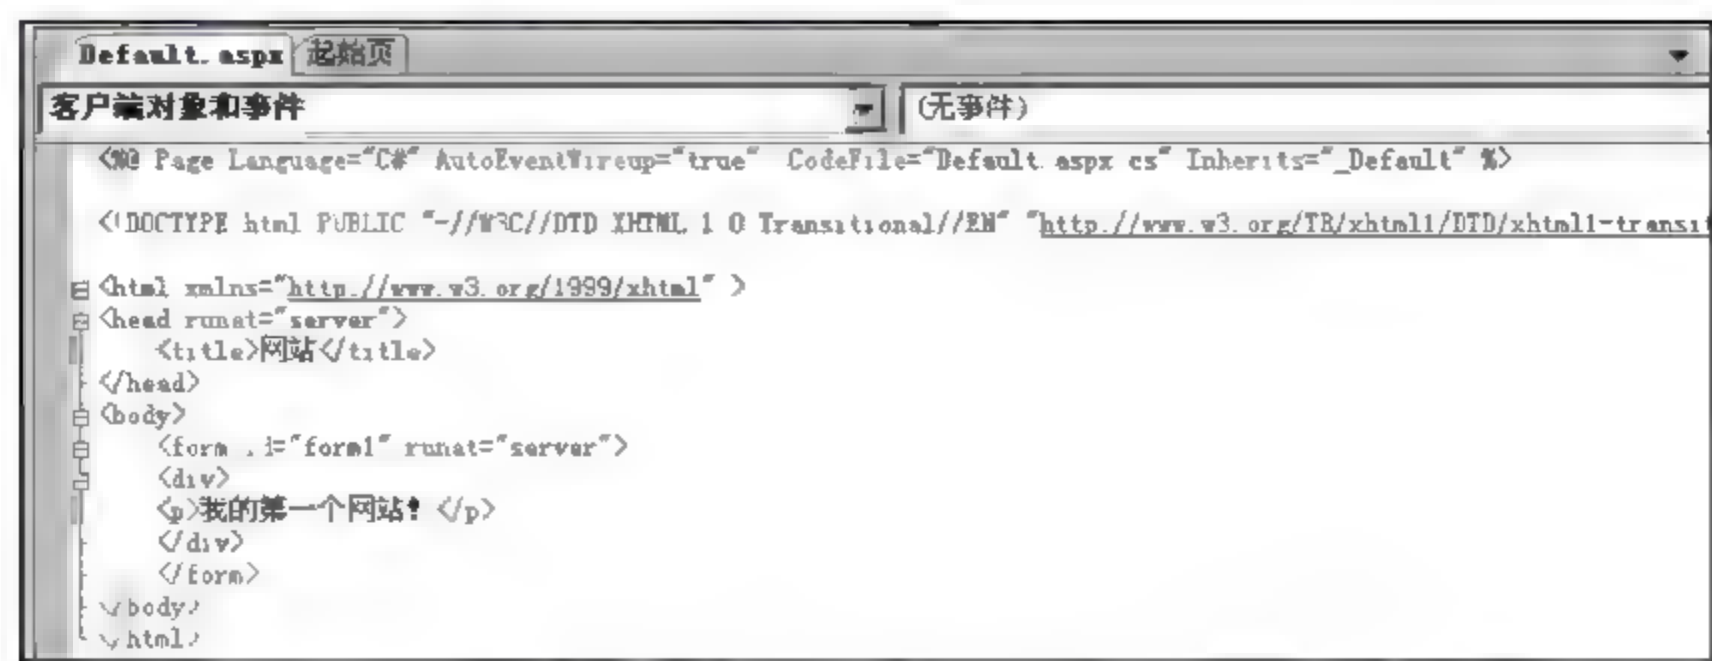 Default.aspx 起始页
客户端对象和事件 (无事件)
<%@ Page Language="C#" AutoEventWireup="true" CodeFile="Default.aspx.cs" Inherits="_Default" %>
<!DOCTYPE html PUBLIC "-//W3C//DTD XHTML 1.0 Transitional//EN" "http://www.w3.org/TR/xhtml1/DTD/xhtml1-transit
<html xmlns="http://www.w3.org/1999/xhtml" >
<head runat="server">
<title>网站</title>
</head>
<body>
<form id="form1" runat="server">
<div>
<p>我的第一个网站！</p>
</div>
</form>
</body>
</html>